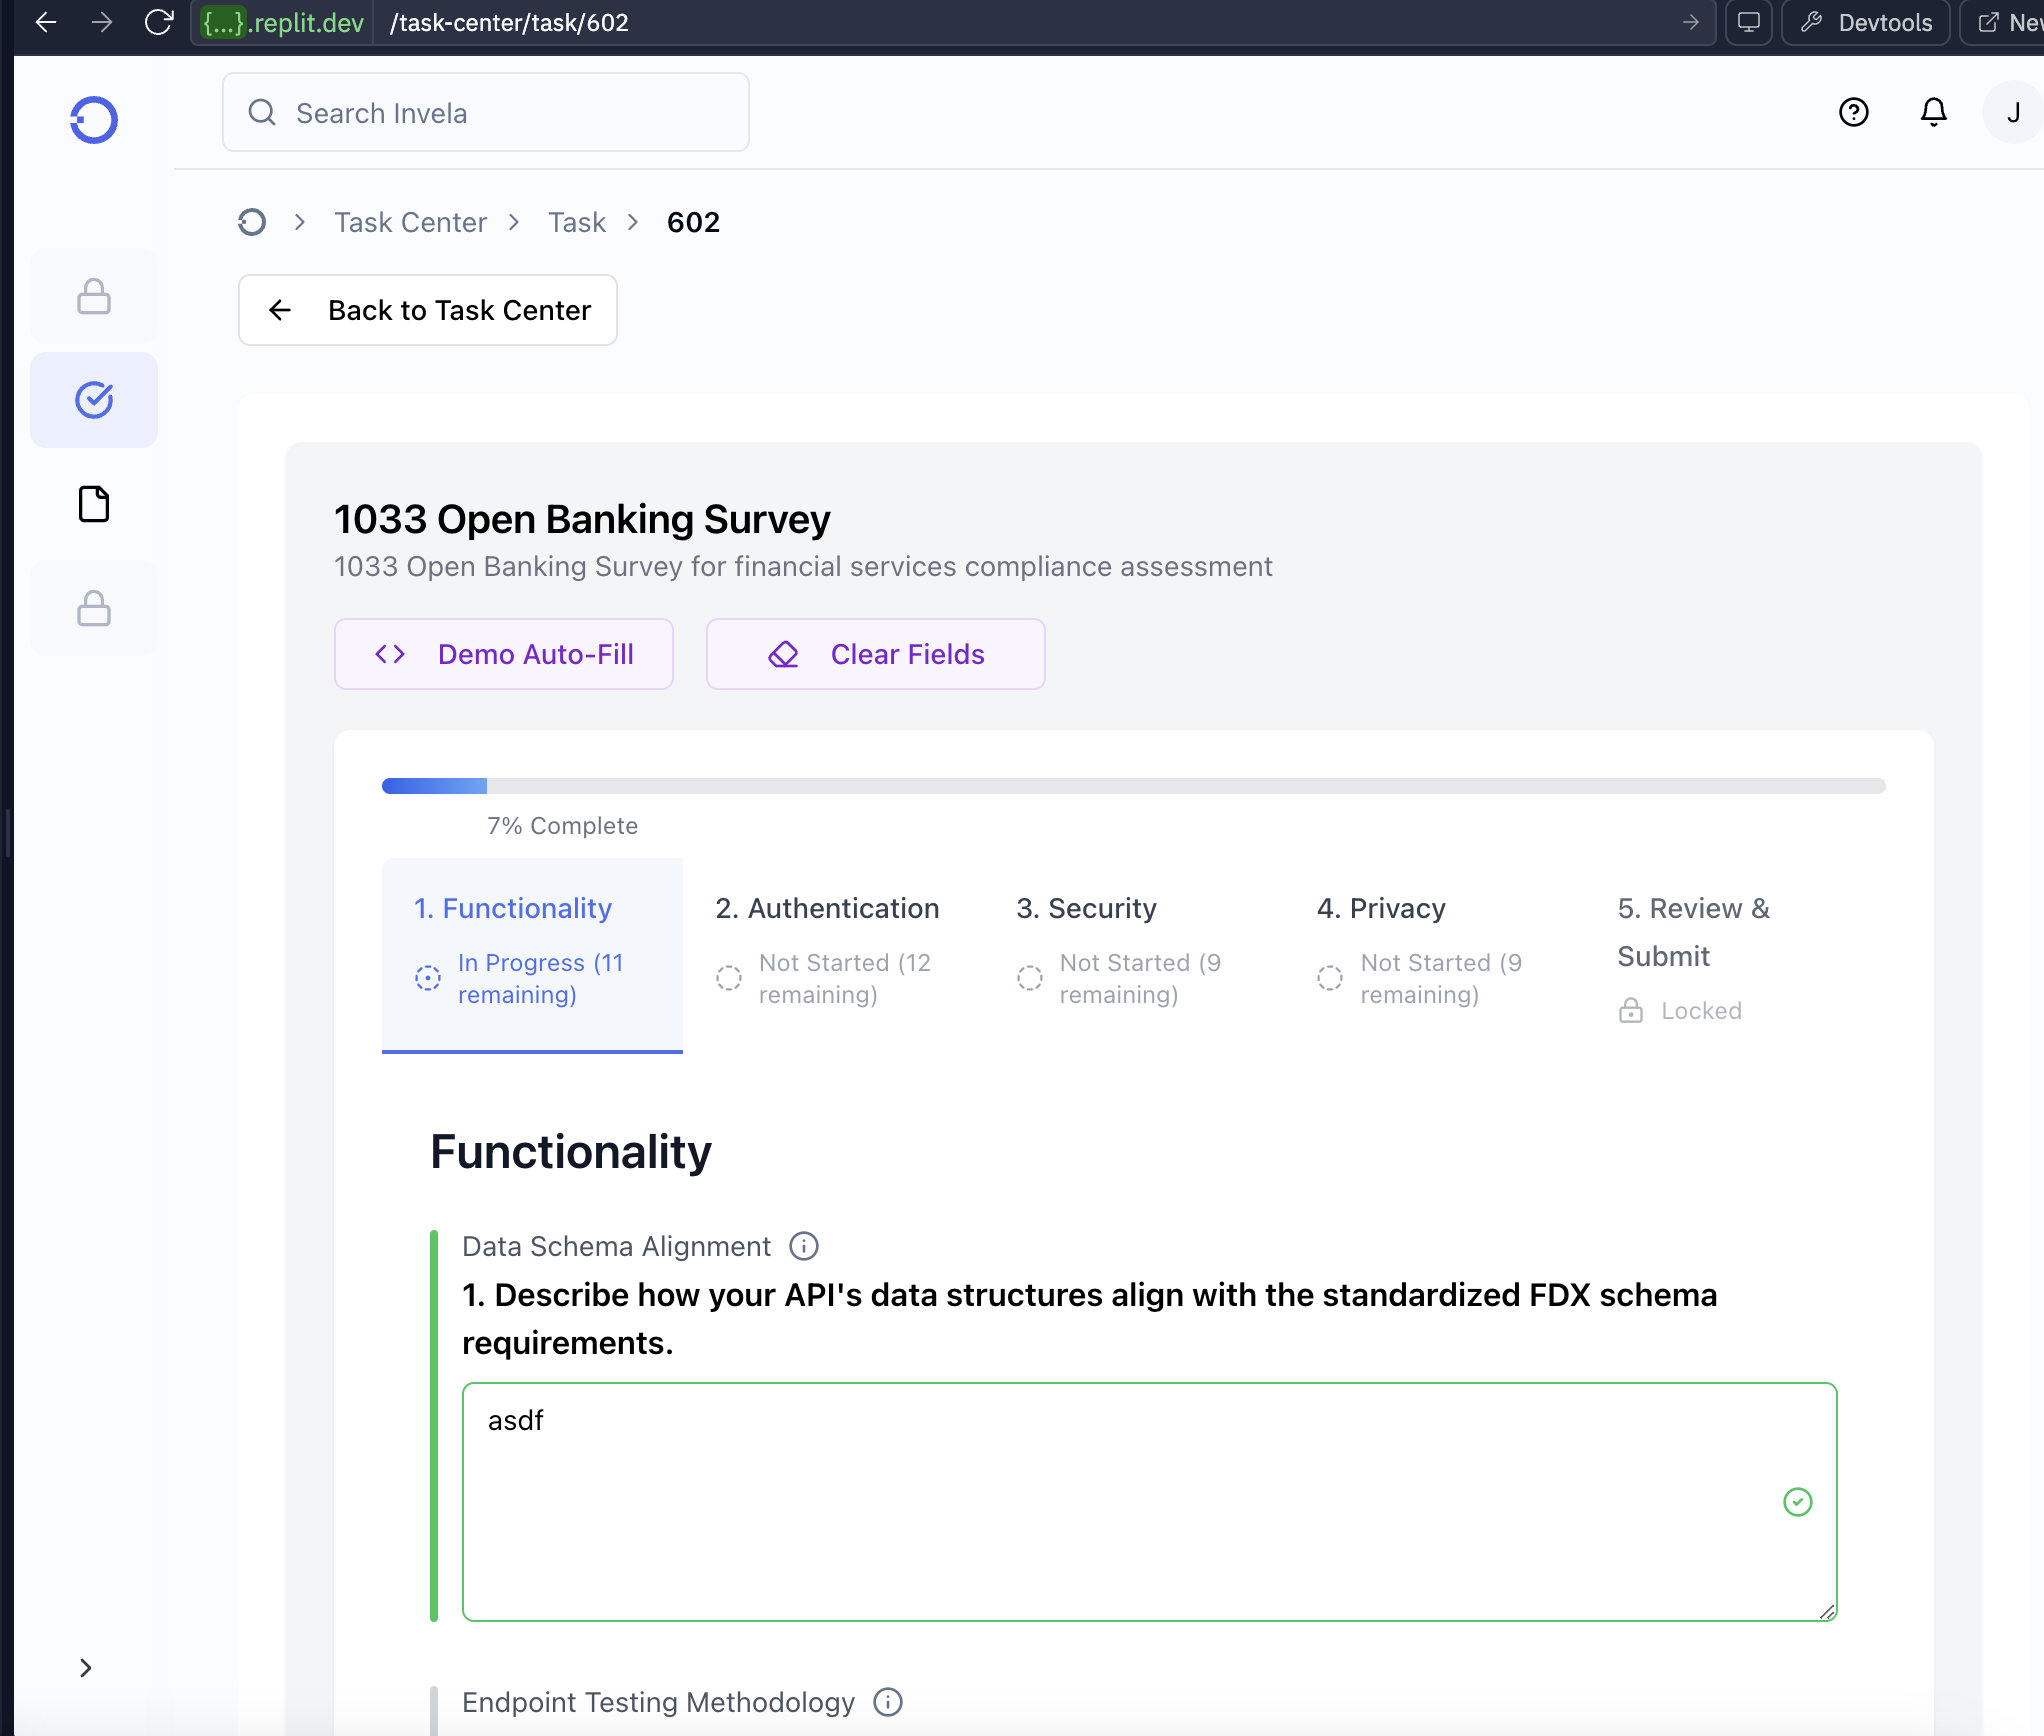 {...}.replit.dev /task-center/task/602
Devtools
Search Invela
J
Task Center > Task > 602
Back to Task Center
1033 Open Banking Survey
1033 Open Banking Survey for financial services compliance assessment
Demo Auto-Fill
Clear Fields
7% Complete
1. Functionality
In Progress (11
remaining)
2. Authentication
Not Started (12
remaining)
3. Security
Not Started (9
remaining)
4. Privacy
Not Started (9
remaining)
5. Review &
Submit
Locked
Functionality
Data Schema Alignment
1. Describe how your API's data structures align with the standardized FDX schema
requirements.
asdf
Endpoint Testing Methodology